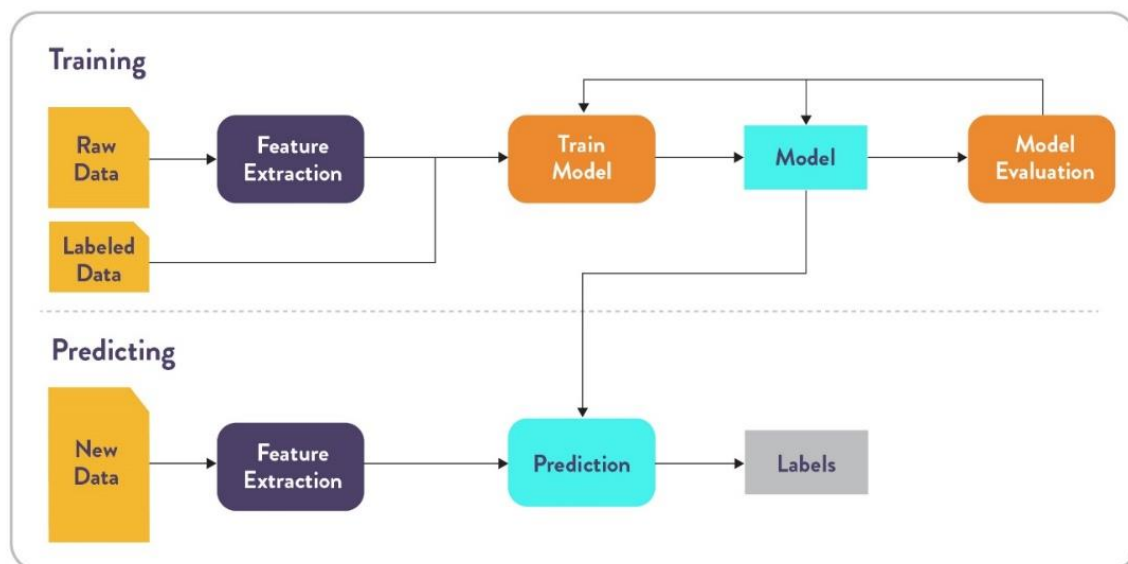 Training
Raw
Data
Feature
Extraction
Train
Model
Model
Model
Evaluation
Labeled
Data
Predicting
New
Data
Feature
Extraction
Prediction
Labels